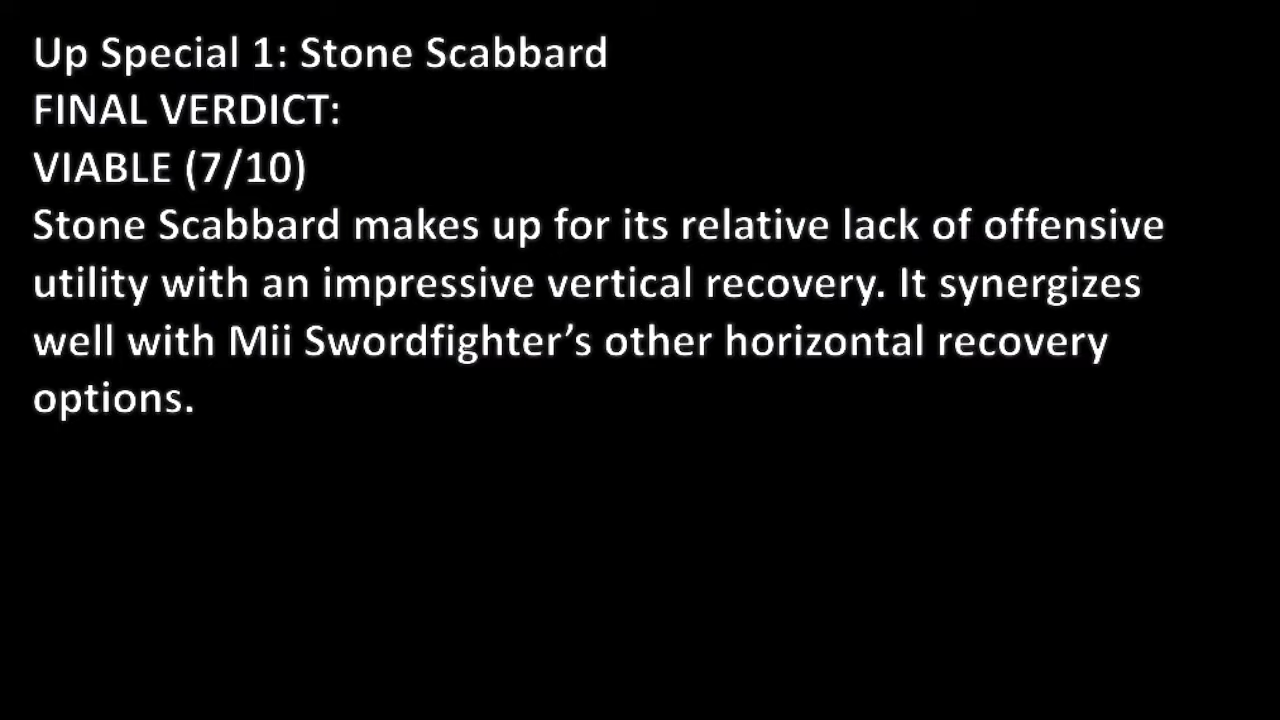 Up Special 1: Stone Scabbard
FINAL VERDICT:
VIABLE (7/10)
Stone Scabbard makes up for its relative lack of offensive
utility with an impressive vertical recovery. It synergizes
well with Mii Swordfighter’s other horizontal recovery
options.